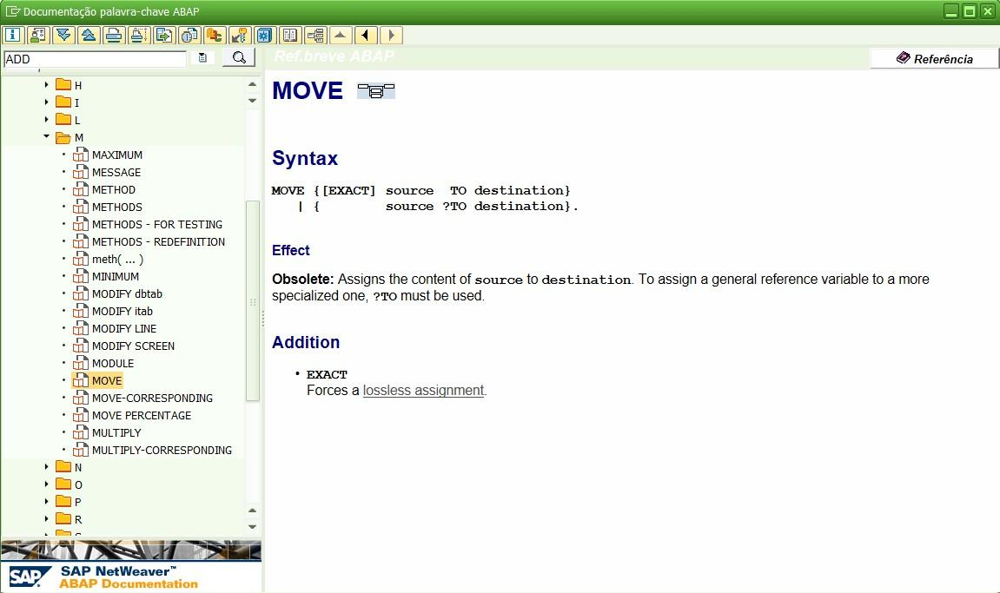 Documentação palavra-chave ABAP
ADD
Ref.breve ABAP
Referência
H
I
L
M
MAXIMUM
MESSAGE
METHOD
METHODS
METHODS - FOR TESTING
METHODS - REDEFINITION
meth( ... )
MINIMUM
MODIFY dbtab
MODIFY itab
MODIFY LINE
MODIFY SCREEN
MODULE
MOVE
MOVE-CORRESPONDING
MOVE PERCENTAGE
MULTIPLY
MULTIPLY-CORRESPONDING
N
O
P
R
SAP
SAP NetWeaver™
ABAP Documentation
MOVE
Syntax
MOVE {[EXACT] source  TO destination}
   | {        source ?TO destination}.
Effect
Obsolete: Assigns the content of source to destination. To assign a general reference variable to a more
specialized one, ?TO must be used.
Addition
• EXACT
Forces a lossless assignment.